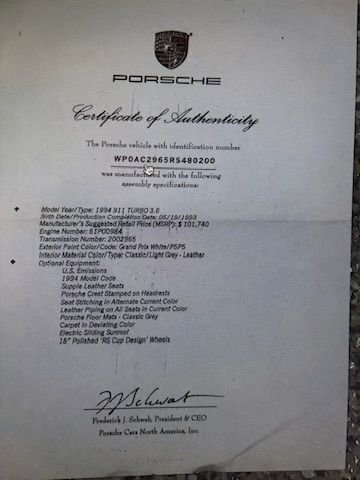 PORSCHE
Certificate of Authenticity
The Porsche vehicle with identification number
WP0AC2965RS480200
was manufactured with the following
assembly specifications:
Model Year/Type: 1994 911 TURBO 3.6
Birth Date/Production Completion Date: 05/19/1993
Manufacturer's Suggested Retail Price (MSRP): $ 101,740
Engine Number: 61P00984
Transmission Number: 2002965
Exterior Paint Color/Code: Grand Prix White/P5P5
Interior Material Color/Type: Classic/Light Grey - Leather
Optional Equipment:
U.S. Emissions
1994 Model Code
Supple Leather Seats
Porsche Crest Stamped on Headrests
Seat Stitching in Alternate Current Color
Leather Piping on All Seats in Current Color
Porsche Floor Mats - Classic Grey
Carpet In Deviating Color
Electric Sliding Sunroof
18" Polished 'RS Cup Design' Wheels
Frederick J. Schwab, President & CEO
Porsche Cars North America, Inc.